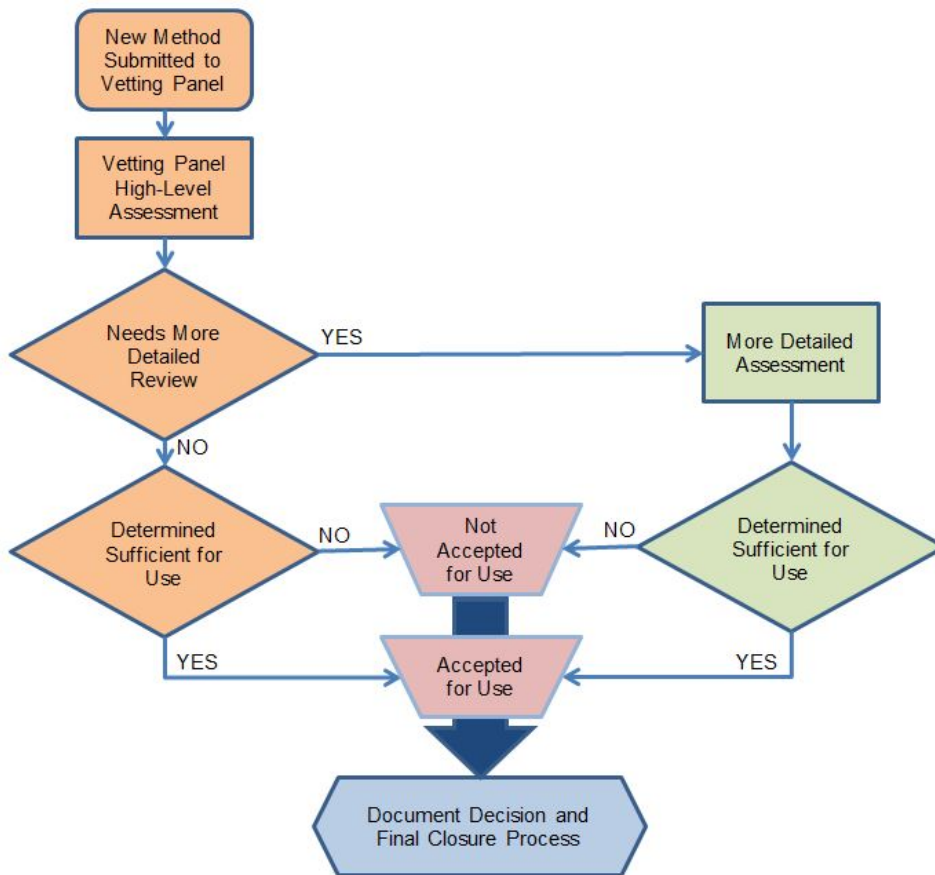 New Method
Submitted to
Vetting Panel
Vetting Panel
High-Level
Assessment
Needs More
Detailed
Review
YES
More Detailed
Assessment
NO
Determined
Sufficient for
Use
NO
Not
Accepted
for Use
NO
Determined
Sufficient for
Use
YES
Accepted
for Use
YES
Document Decision and
Final Closure Process